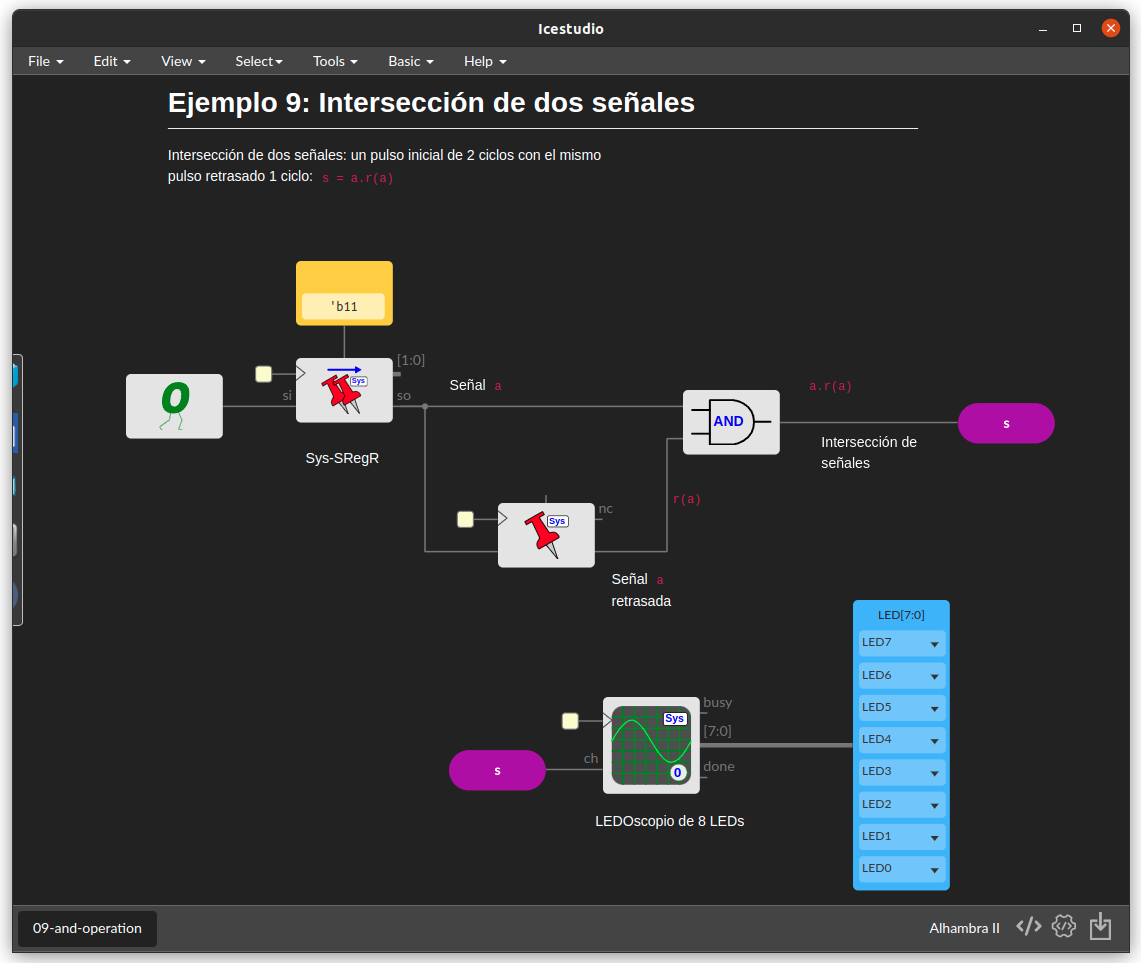 Icestudio
File Edit View Select Tools Basic Help
Ejemplo 9: Intersección de dos señales
Intersección de dos señales: un pulso inicial de 2 ciclos con el mismo
pulso retrasado 1 ciclo: s = a.r(a)
'b11
[1:0]
Sys
si
so
0
Señal a
a.r(a)
AND
s
Intersección de
señales
Sys-SRegR
r(a)
nc
Sys
Señal a
retrasada
LED[7:0]
LED7
LED6
LED5
LED4
LED3
LED2
LED1
LED0
busy
Sys
[7:0]
ch
done
s
0
LEDOscopio de 8 LEDs
09-and-operation
Alhambra II